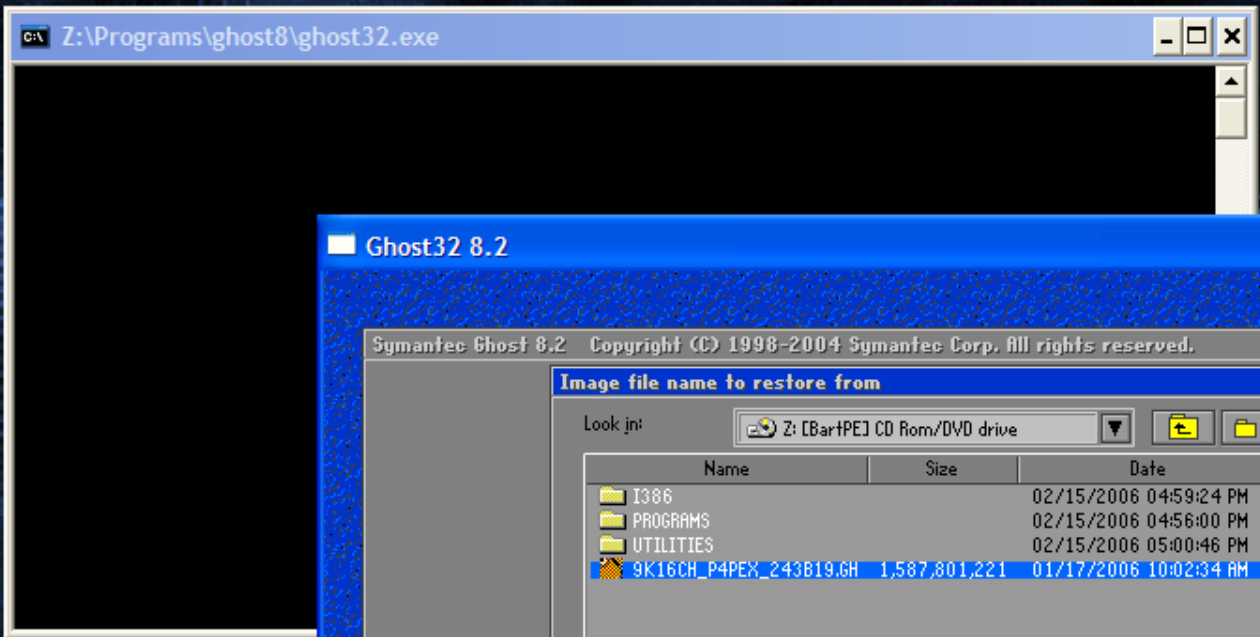 Z:\Programs\ghost8\ghost32.exe
Ghost32 8.2
Symantec Ghost 8.2 Copyright (C) 1998-2004 Symantec Corp. All rights reserved.
Image file name to restore from
Look in: Z: [BartPE] CD Rom/DVD drive
Name Size Date
I386 02/15/2006 04:59:24 PM
PROGRAMS 02/15/2006 04:56:00 PM
UTILITIES 02/15/2006 05:00:46 PM
9K16CH_P4PEX_243B19.GH 1,587,801,221 01/17/2006 10:02:34 AM